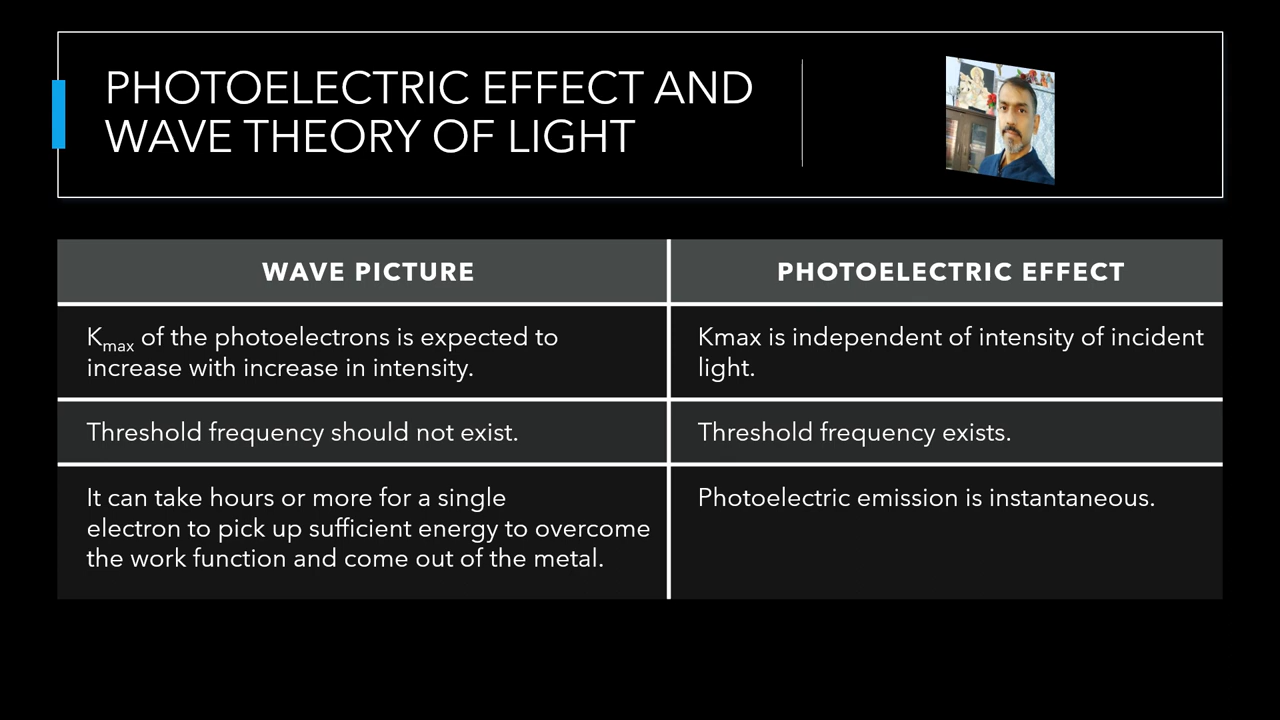 PHOTOELECTRIC EFFECT AND
WAVE THEORY OF LIGHT
WAVE PICTURE
PHOTOELECTRIC EFFECT
Kmax of the photoelectrons is expected to
increase with increase in intensity.
Kmax is independent of intensity of incident
light.
Threshold frequency should not exist.
Threshold frequency exists.
It can take hours or more for a single
electron to pick up sufficient energy to overcome
the work function and come out of the metal.
Photoelectric emission is instantaneous.